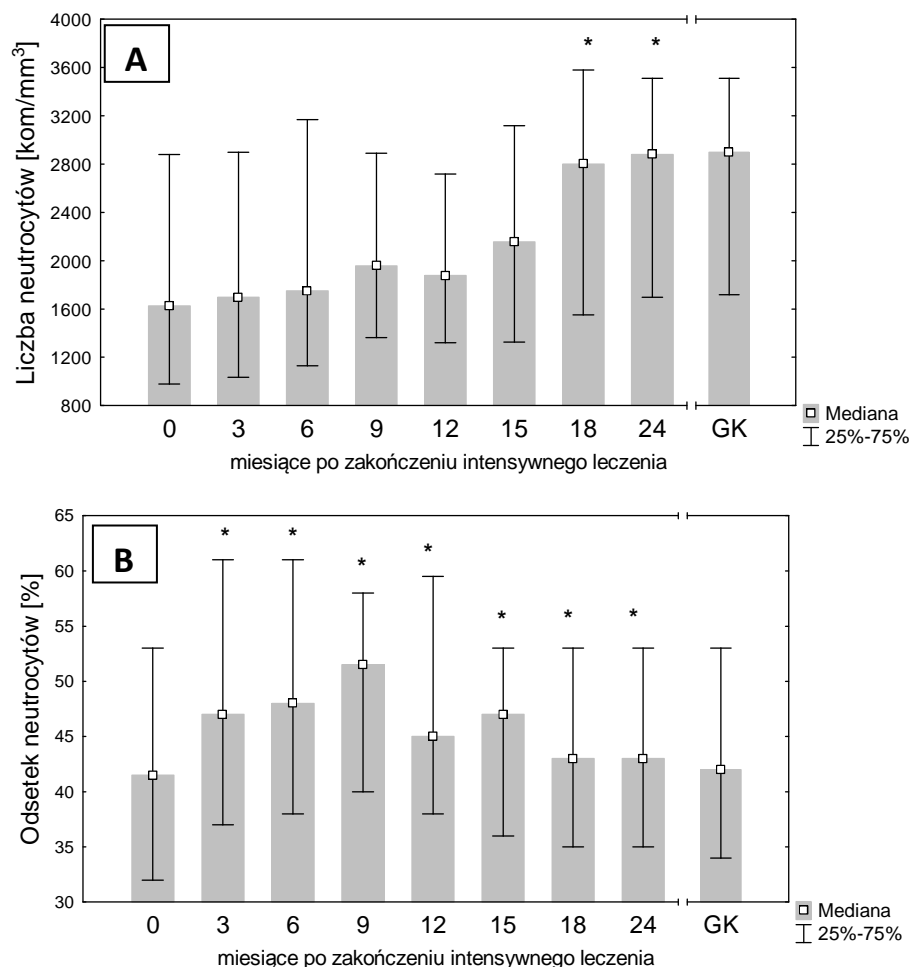 A
Liczba neutrocytów [kom/mm³]
4000
3600
3200
2800
2400
2000
1600
1200
800
* *
0 3 6 9 12 15 18 24 GK
miesiące po zakończeniu intensywnego leczenia
Mediana
25%-75%
B
Odsetek neutrocytów [%]
65
60
55
50
45
40
35
30
* * * * * * *
0 3 6 9 12 15 18 24 GK
miesiące po zakończeniu intensywnego leczenia
Mediana
25%-75%